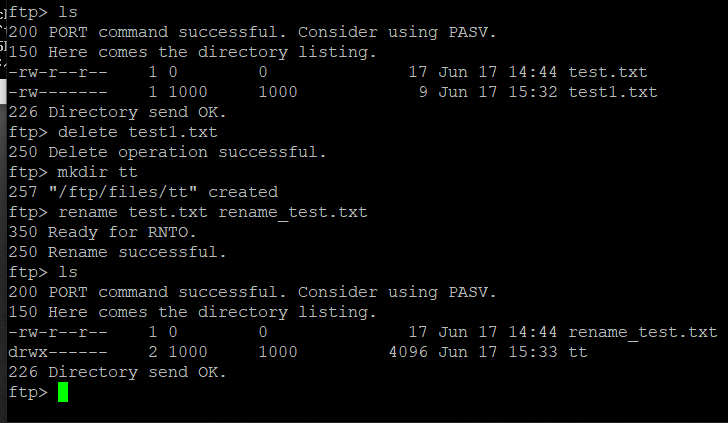 ftp> ls
200 PORT command successful. Consider using PASV.
150 Here comes the directory listing.
-rw-r--r--    1 0        0              17 Jun 17 14:44 test.txt
-rw-------    1 1000     1000            9 Jun 17 15:32 test1.txt
226 Directory send OK.
ftp> delete test1.txt
250 Delete operation successful.
ftp> mkdir tt
257 "/ftp/files/tt" created
ftp> rename test.txt rename_test.txt
350 Ready for RNTO.
250 Rename successful.
ftp> ls
200 PORT command successful. Consider using PASV.
150 Here comes the directory listing.
-rw-r--r--    1 0        0              17 Jun 17 14:44 rename_test.txt
drwx------    2 1000     1000         4096 Jun 17 15:33 tt
226 Directory send OK.
ftp>